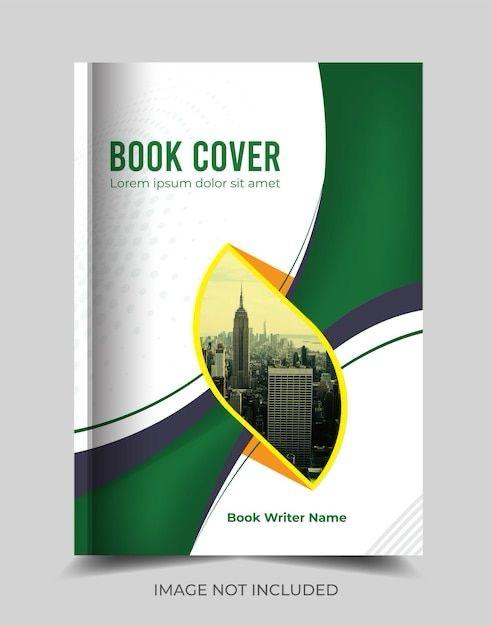 BOOK COVER
Lorem ipsum dolor sit amet
Book Writer Name
IMAGE NOT INCLUDED